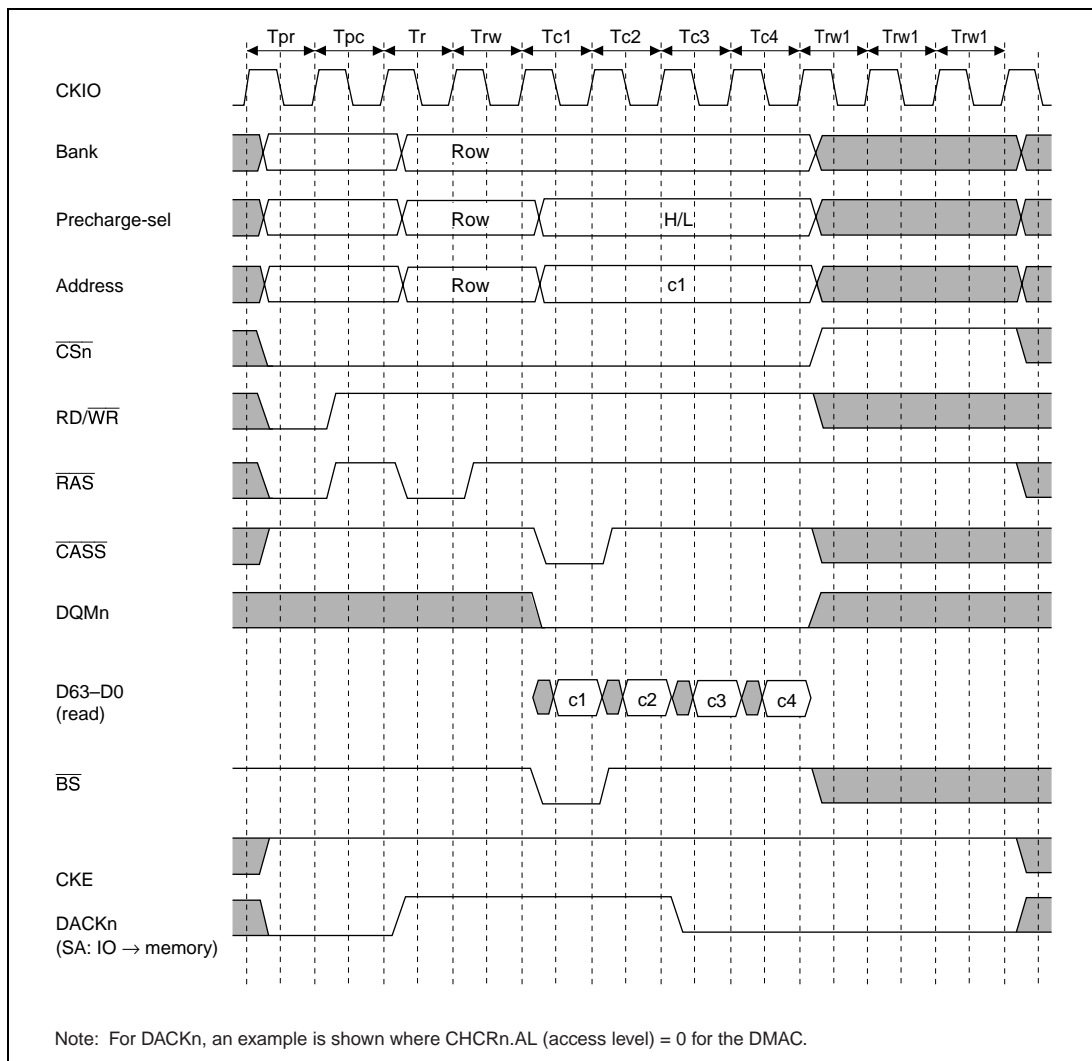 Tpr Tpc Tr Trw Tc1 Tc2 Tc3 Tc4 Trw1 Trw1 Trw1
CKIO
Bank Row
Precharge-sel Row H/L
Address Row c1
CSn
RD/WR
RAS
CASS
DQMn
D63–D0 c1 c2 c3 c4
(read)
BS
CKE
DACKn
(SA: IO → memory)
Note: For DACKn, an example is shown where CHCRn.AL (access level) = 0 for the DMAC.